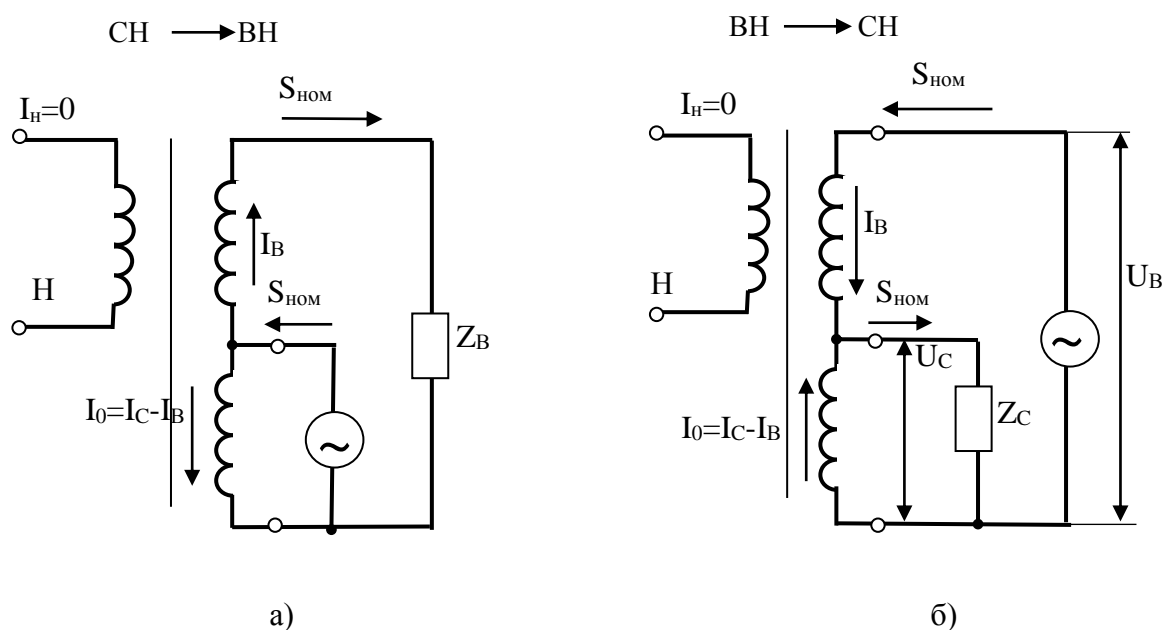 СН ВН
Sном
Iн=0
IВ
Н
Sном
ZВ
I0=IС-IВ
~
а)
ВН СН
Sном
Iн=0
IВ
UВ
Н
Sном
~
UС
I0=IС-IВ
ZС
б)